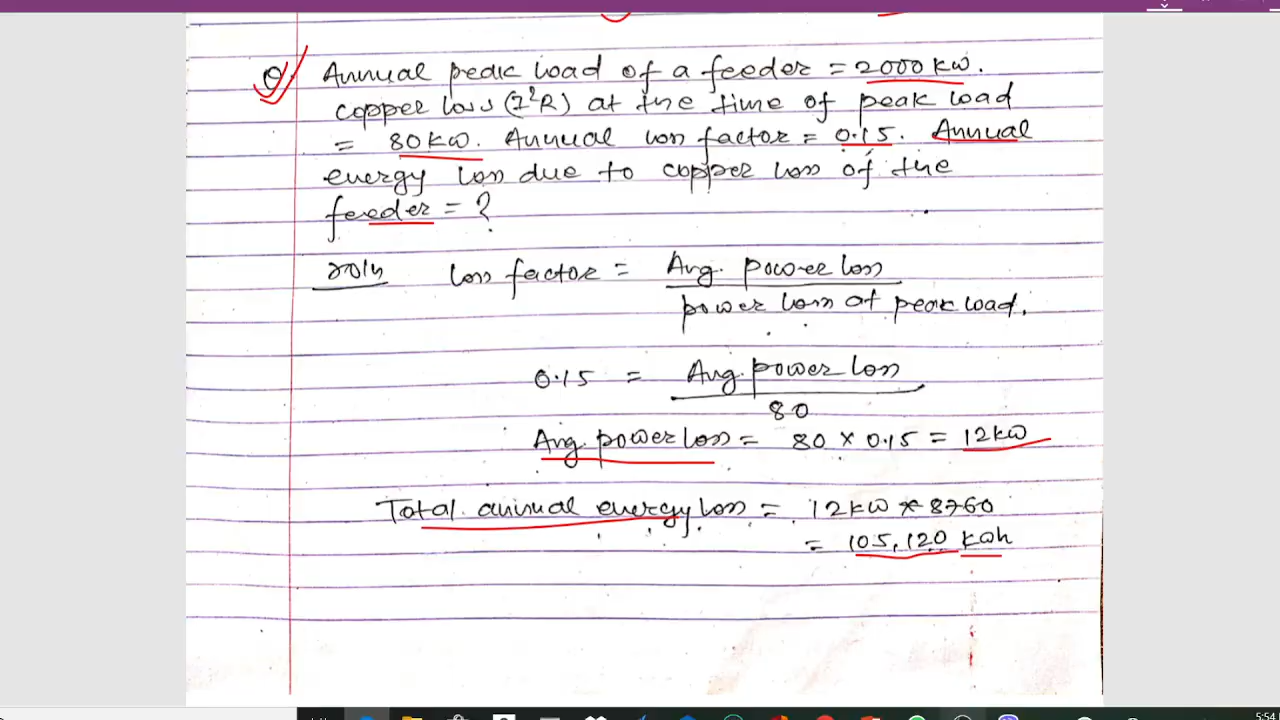 Q. Annual peak load of a feeder = 2000 kw.
copper loss (I²R) at the time of peak load
= 80 kw. Annual loss factor = 0.15. Annual
energy loss due to copper loss of the
feeder = ?
soln loss factor = Avg. power loss
power loss at peak load.
0.15 = Avg. power loss
80
Avg. power loss = 80 × 0.15 = 12 kw
Total annual energy loss = 12 kw * 8760
= 105,120 kwh
5:54